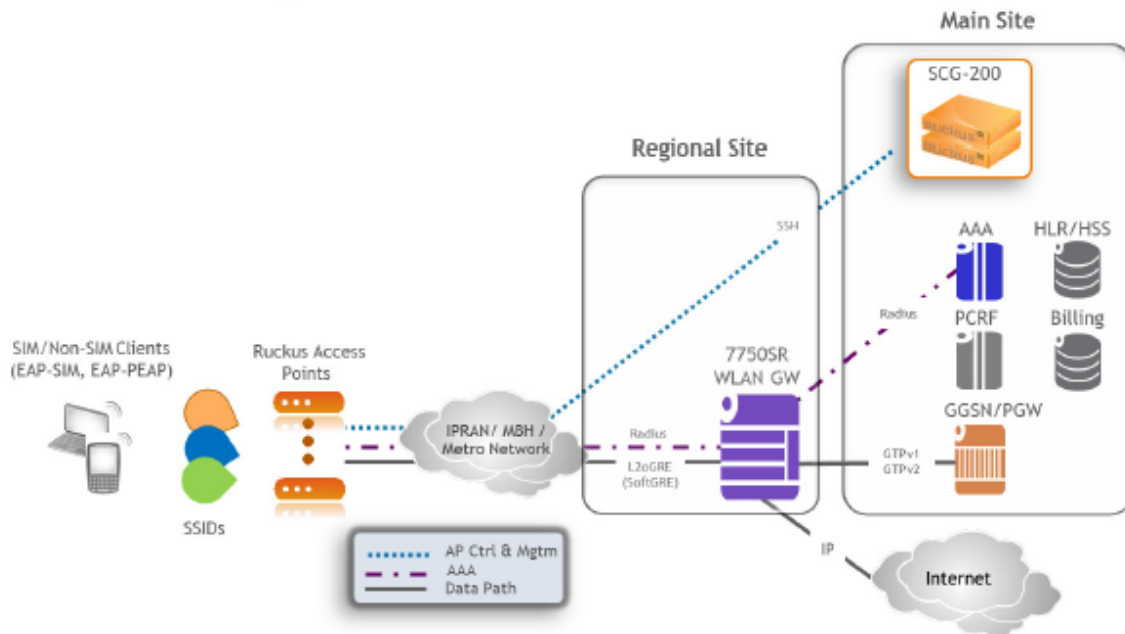 Main Site
SCG-200
Regional Site
SSH
AAA
HLR/HSS
Radius
PCRF
Billing
SIM/Non-SIM Clients
(EAP-SIM, EAP-PEAP)
Ruckus Access
Points
7750SR
WLAN GW
GGSN/PGW
IPRAN/ MBH /
Metro Network
Radius
L2oGRE
(SoftGRE)
GTPv1
GTPv2
SSIDs
AP Ctrl & Mgtm
AAA
Data Path
IP
Internet